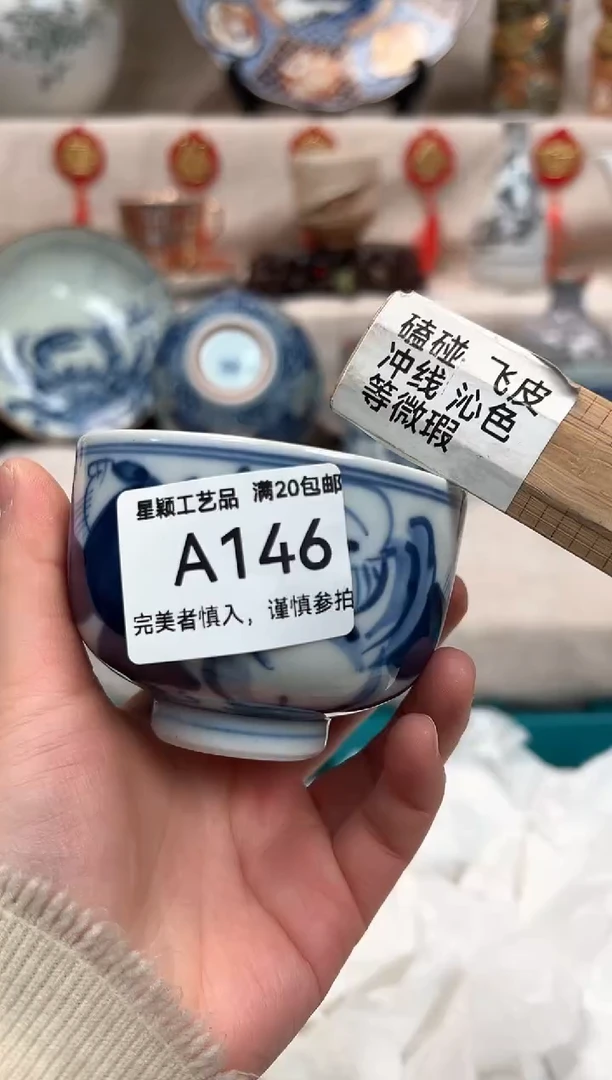 磕碰 飞皮
冲线 沁色
等微瑕
星颖工艺品 满20包邮
A146
完美者慎入，谨慎参拍